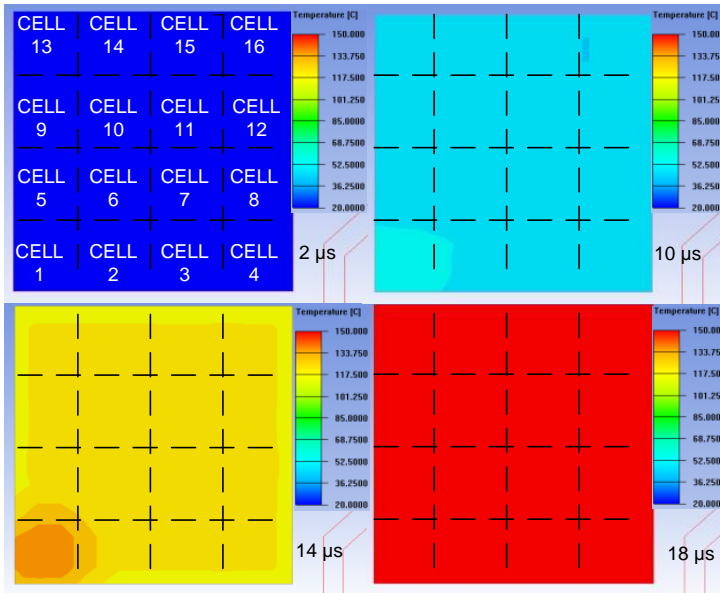 CELL CELL CELL CELL
13 14 15 16
CELL CELL CELL CELL
9 10 11 12
CELL CELL CELL CELL
5 6 7 8
CELL CELL CELL CELL
1 2 3 4
Temperature [C]
150.000
133.750
117.500
101.250
85.0000
68.7500
52.5000
36.2500
20.0000
2 µs
Temperature [C]
150.000
133.750
117.500
101.250
85.0000
68.7500
52.5000
36.2500
20.0000
10 µs
Temperature [C]
150.000
133.750
117.500
101.250
85.0000
68.7500
52.5000
36.2500
20.0000
14 µs
Temperature [C]
150.000
133.750
117.500
101.250
85.0000
68.7500
52.5000
36.2500
20.0000
18 µs